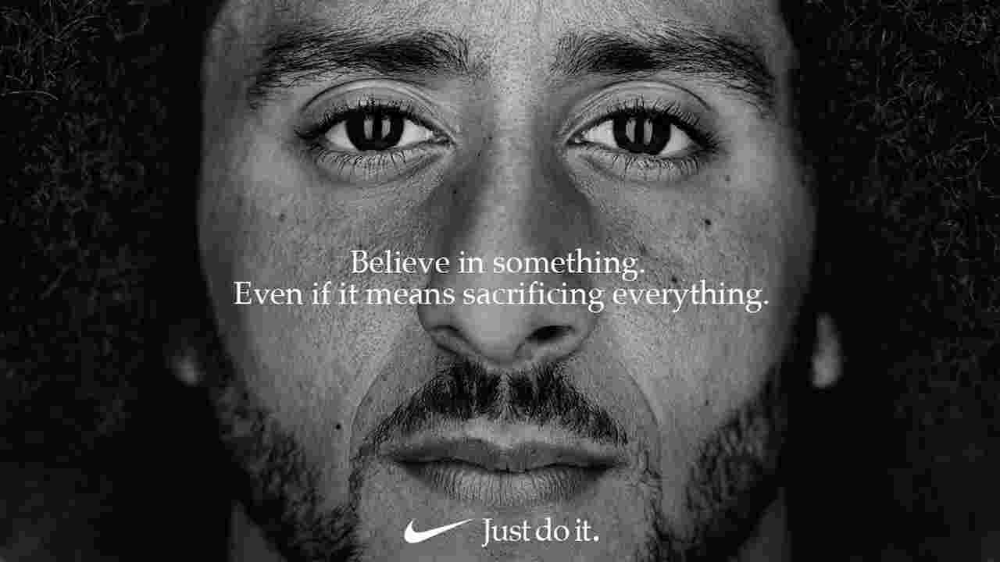 Believe in something.
Even if it means sacrificing everything.
Just do it.